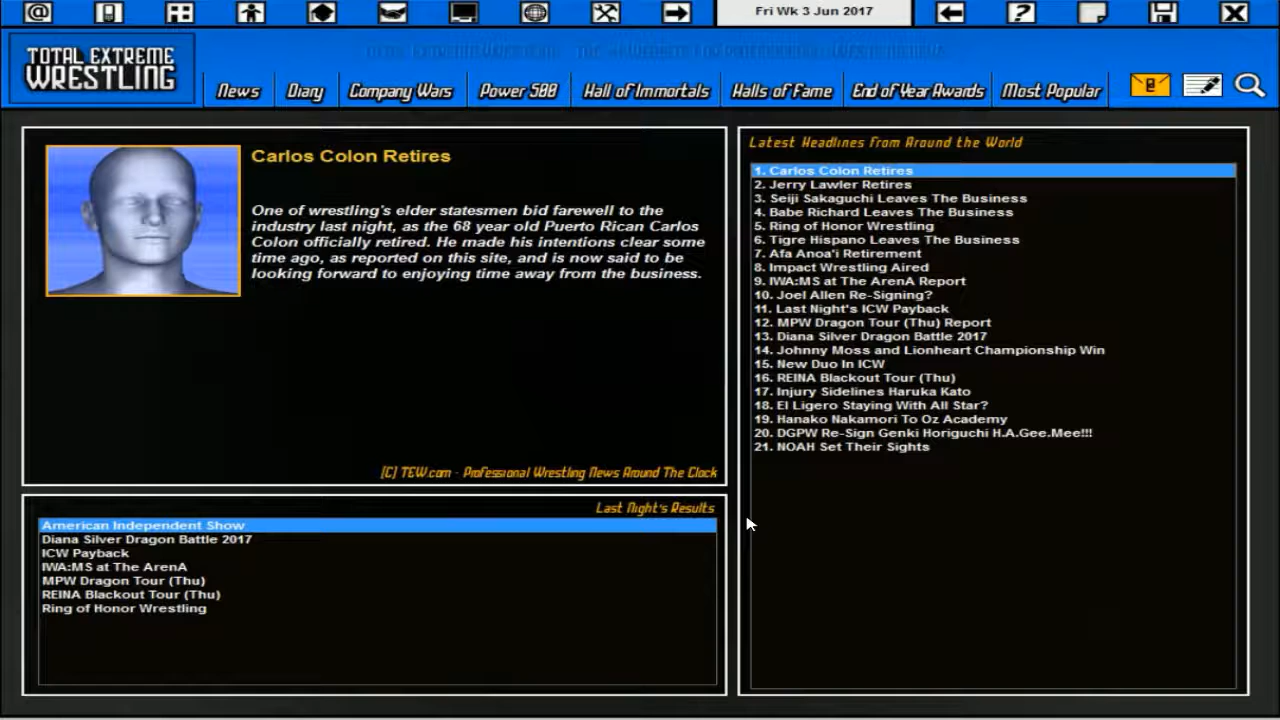 Fri Wk 3 Jun 2017
TOTAL EXTREME
WRESTLING
News
Diary
Company Wars
Power 500
Hall of Immortals
Halls of Fame
End of Year Awards
Most Popular
Carlos Colon Retires
One of wrestling's elder statesmen bid farewell to the
industry last night, as the 68 year old Puerto Rican Carlos
Colon officially retired. He made his intentions clear some
time ago, as reported on this site, and is now said to be
looking forward to enjoying time away from the business.
(C) TEW.com - Professional Wrestling News Around The Clock
Last Night's Results
American Independent Show
Diana Silver Dragon Battle 2017
ICW Payback
IWA:MS at The ArenA
MPW Dragon Tour (Thu)
REINA Blackout Tour (Thu)
Ring of Honor Wrestling
Latest Headlines From Around the World
1. Carlos Colon Retires
2. Jerry Lawler Retires
3. Seiji Sakaguchi Leaves The Business
4. Babe Richard Leaves The Business
5. Ring of Honor Wrestling
6. Tigre Hispano Leaves The Business
7. Afa Anoa'i Retirement
8. Impact Wrestling Aired
9. IWA:MS at The ArenA Report
10. Joel Allen Re-Signing?
11. Last Night's ICW Payback
12. MPW Dragon Tour (Thu) Report
13. Diana Silver Dragon Battle 2017
14. Johnny Moss and Lionheart Championship Win
15. New Duo In ICW
16. REINA Blackout Tour (Thu)
17. Injury Sidelines Haruka Kato
18. El Ligero Staying With All Star?
19. Hanako Nakamori To Oz Academy
20. DGPW Re-Sign Genki Horiguchi H.A.Gee.Mee!!!
21. NOAH Set Their Sights